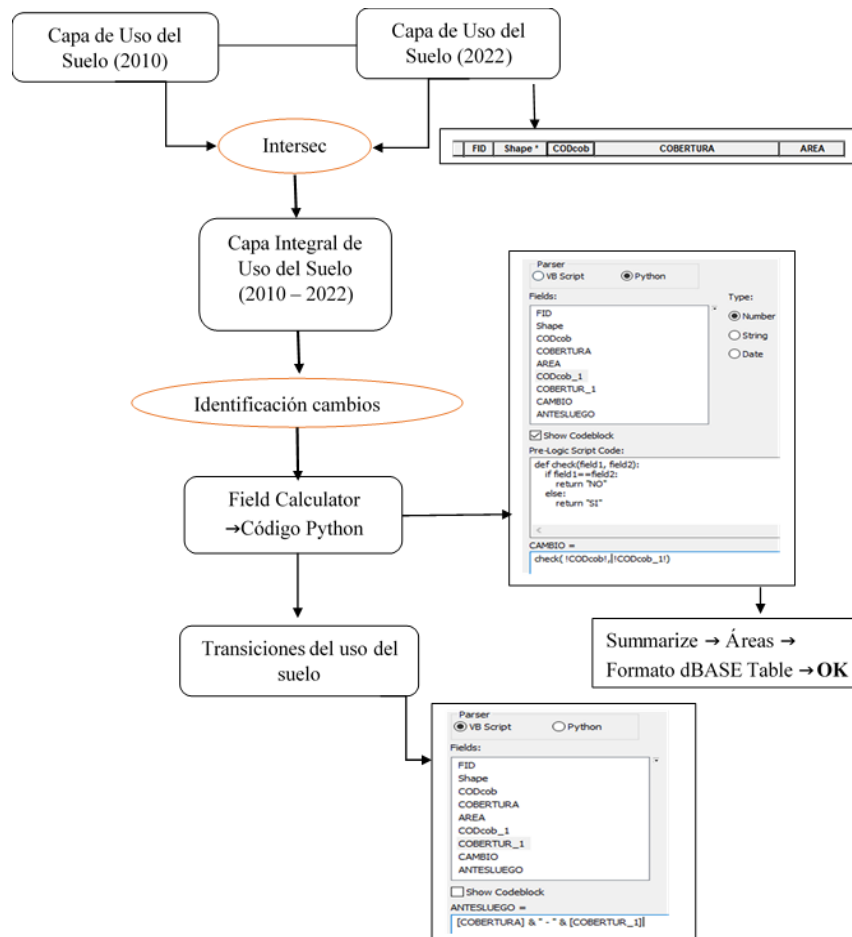 Capa de Uso del
Suelo (2010)
Capa de Uso del
Suelo (2022)
Intersec
FID Shape * CODcob COBERTURA AREA
Capa Integral de
Uso del Suelo
(2010 – 2022)
Identificación cambios
Field Calculator
→Código Python
Parser
VB Script Python
Fields:
Type:
FID
Shape
CODcob
COBERTURA
AREA
CODcob_1
COBERTUR_1
CAMBIO
ANTESLUEGO
Number
String
Date
Show Codeblock
Pre-Logic Script Code:
def check(field1, field2):
if field1==field2:
return "NO"
else:
return "SI"
CAMBIO =
check( !CODcob!, !CODcob_1!)
Summarize → Áreas →
Formato dBASE Table → OK
Transiciones del uso del
suelo
Parser
VB Script Python
Fields:
FID
Shape
CODcob
COBERTURA
AREA
CODcob_1
COBERTUR_1
CAMBIO
ANTESLUEGO
Show Codeblock
ANTESLUEGO =
[COBERTURA] & " - " & [COBERTUR_1]